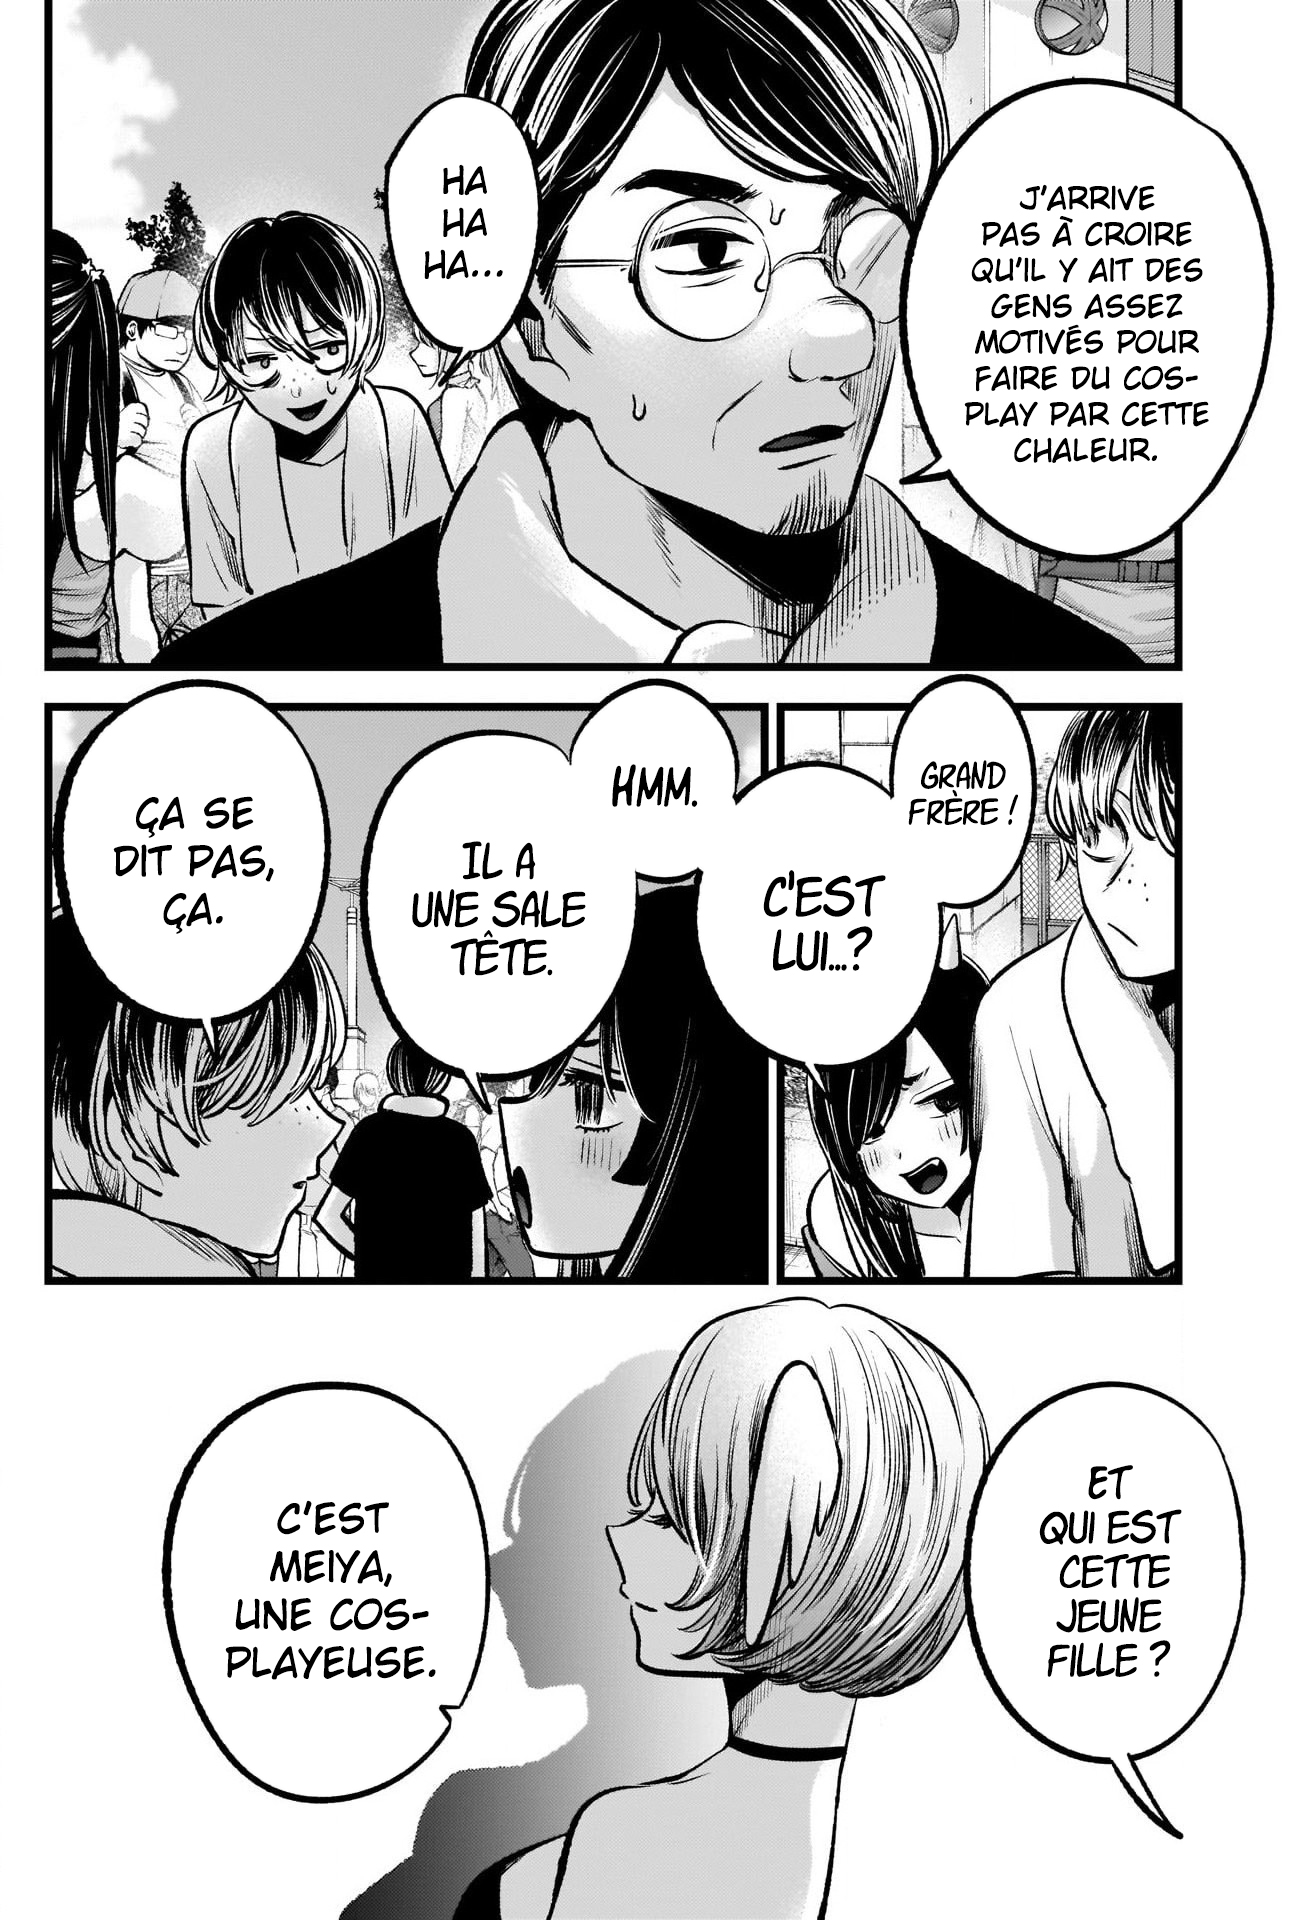 J'ARRIVE
PAS À CROIRE
QU'IL Y AIT DES
GENS ASSEZ
MOTIVÉS POUR
FAIRE DU COS-
PLAY PAR CETTE
CHALEUR.
HA
HA
HA...
GRAND
FRÈRE !
C'EST
LUI...?
HMM.
IL A
UNE SALE
TÊTE.
ÇA SE
DIT PAS,
ÇA.
ET
QUI EST
CETTE
JEUNE
FILLE ?
C'EST
MEIYA,
UNE COS-
PLAYEUSE.